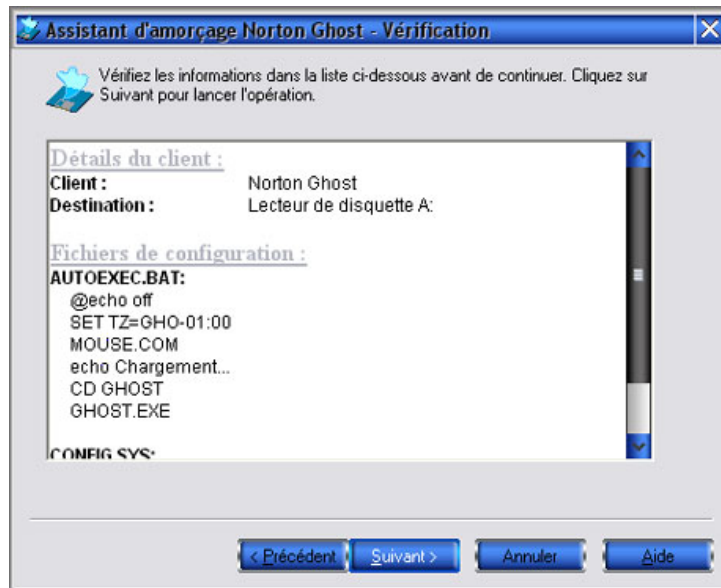 Assistant d'amorçage Norton Ghost - Vérification
Vérifiez les informations dans la liste ci-dessous avant de continuer. Cliquez sur
Suivant pour lancer l'opération.
Détails du client :
Client : Norton Ghost
Destination : Lecteur de disquette A:
Fichiers de configuration :
AUTOEXEC.BAT:
@echo off
SET TZ=GHO-01:00
MOUSE.COM
echo Chargement...
CD GHOST
GHOST.EXE
CONFIG.SYS:
< Précédent Suivant > Annuler Aide